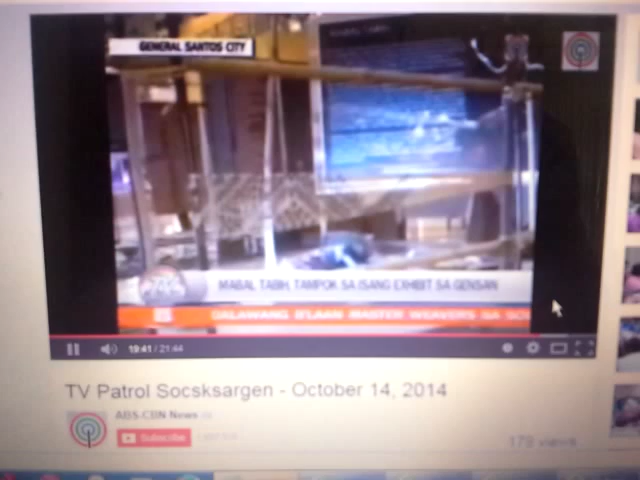 GENERAL SANTOS CITY
MABAL TABIH, TAMPOK SA ISANG EXHIBIT SA GENSAN
DALAWANG B'LAAN MASTER WEAVERS SA
19:41 / 21:44
TV Patrol Socsksargen - October 14, 2014
ABS-CBN News
Subscribe
179 views